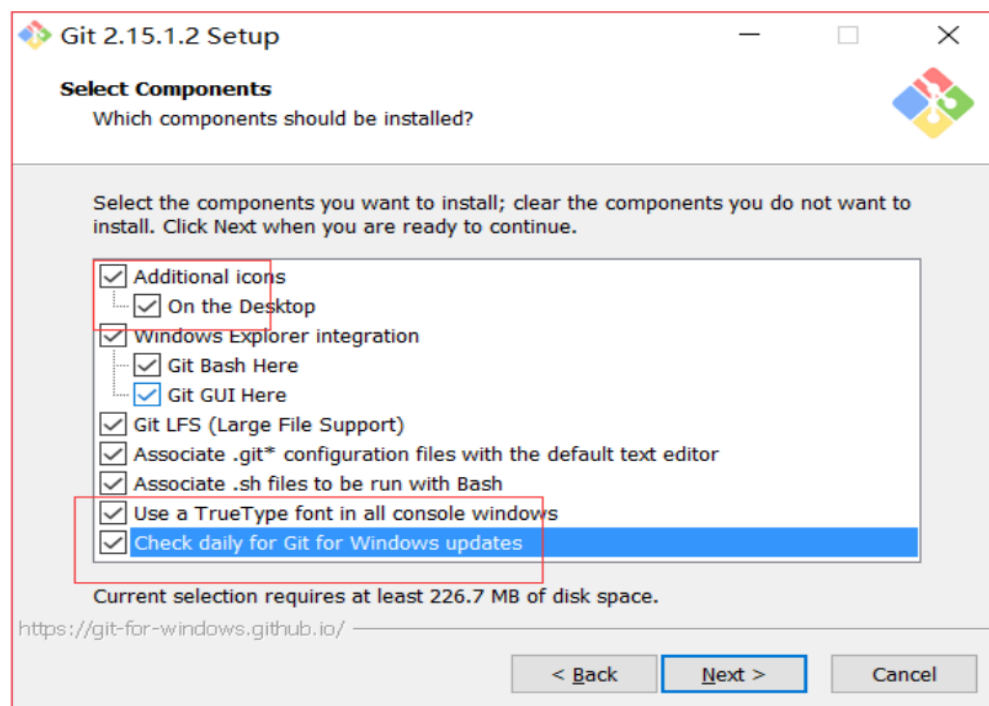 Git 2.15.1.2 Setup
Select Components
Which components should be installed?
Select the components you want to install; clear the components you do not want to
install. Click Next when you are ready to continue.
Additional icons
On the Desktop
Windows Explorer integration
Git Bash Here
Git GUI Here
Git LFS (Large File Support)
Associate .git* configuration files with the default text editor
Associate .sh files to be run with Bash
Use a TrueType font in all console windows
Check daily for Git for Windows updates
Current selection requires at least 226.7 MB of disk space.
https://git-for-windows.github.io/
< Back Next > Cancel